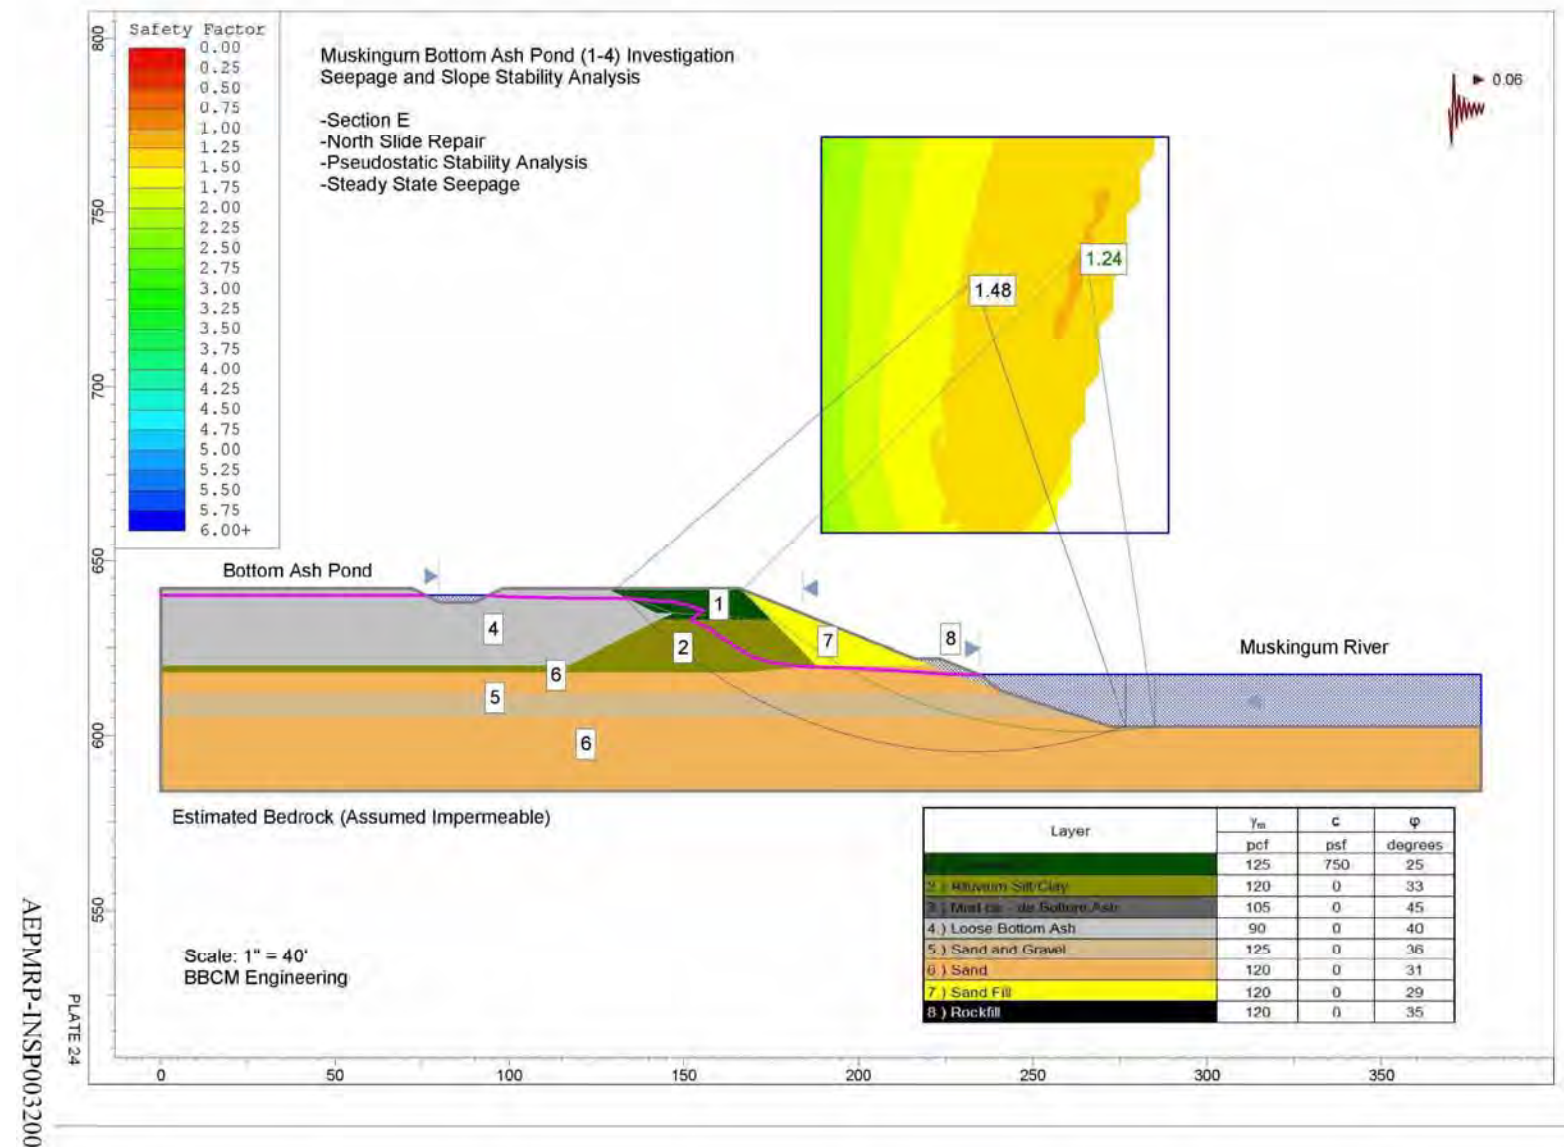 Safety Factor
0.00
0.25
0.50
0.75
1.00
1.25
1.50
1.75
2.00
2.25
2.50
2.75
3.00
3.25
3.50
3.75
4.00
4.25
4.50
4.75
5.00
5.25
5.50
5.75
6.00+
Muskingum Bottom Ash Pond (1-4) Investigation
Seepage and Slope Stability Analysis
-Section E
-North Slide Repair
-Pseudostatic Stability Analysis
-Steady State Seepage
0.06
1.24
1.48
800
750
700
650
600
550
Bottom Ash Pond
Muskingum River
1
4
2
7
8
6
5
6
Estimated Bedrock (Assumed Impermeable)
Scale: 1" = 40'
BBCM Engineering
Layer γm c φ
pcf psf degrees
125 750 25
2.) Alluvium Silt/Clay 120 0 33
Bottom Ash 105 0 45
4.) Loose Bottom Ash 90 0 40
5.) Sand and Gravel 125 0 36
6.) Sand 120 0 31
7.) Sand Fill 120 0 29
8.) Rockfill 120 0 35
0 50 100 150 200 250 300 350
PLATE 24
AEPMRP-INSP003200